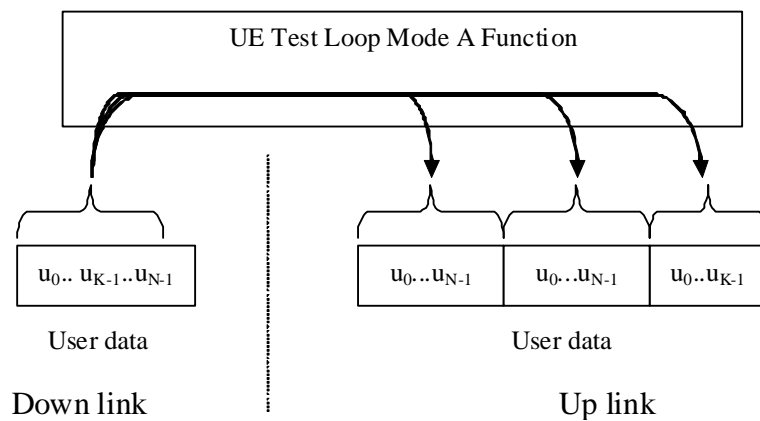 UE Test Loop Mode A Function
u0.. uK-1..uN-1
u0...uN-1
u0...uN-1
u0..uK-1
User data
User data
Down link
Up link